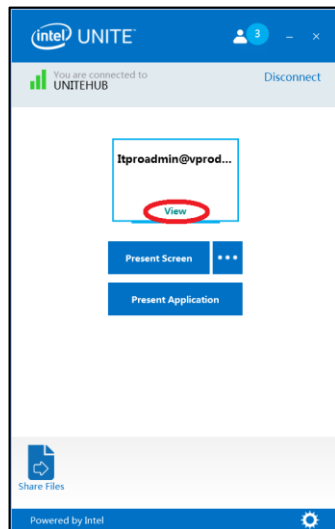 intel UNITE
3
You are connected to
UNITEHUB
Disconnect
Itproadmin@vprod...
View
Present Screen
Present Application
Share Files
Powered by Intel